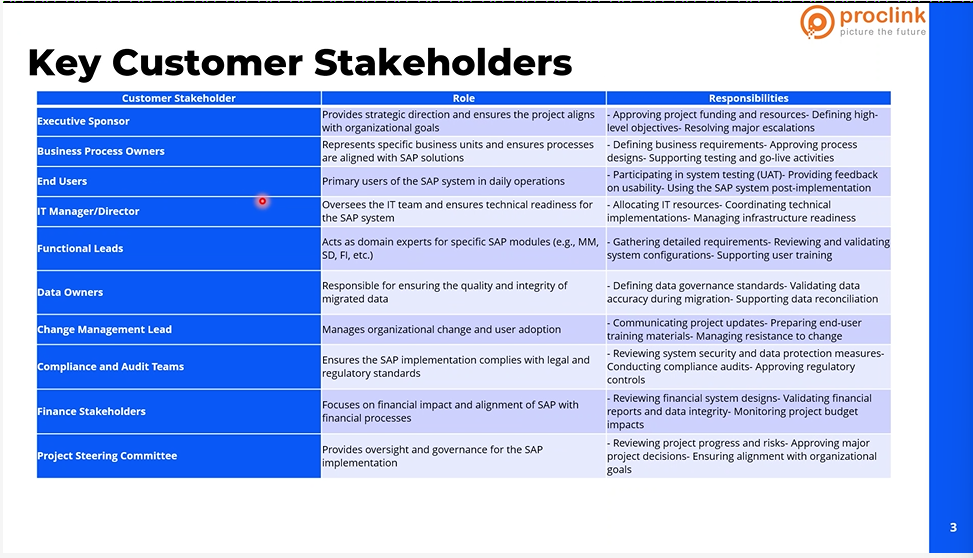 proclink
picture the future
Key Customer Stakeholders
Customer Stakeholder
Role
Responsibilities
Executive Sponsor
Provides strategic direction and ensures the project aligns
with organizational goals
- Approving project funding and resources- Defining high-
level objectives- Resolving major escalations
Business Process Owners
Represents specific business units and ensures processes
are aligned with SAP solutions
- Defining business requirements- Approving process
designs- Supporting testing and go-live activities
End Users
Primary users of the SAP system in daily operations
- Participating in system testing (UAT)- Providing feedback
on usability- Using the SAP system post-implementation
IT Manager/Director
Oversees the IT team and ensures technical readiness for
the SAP system
- Allocating IT resources- Coordinating technical
implementations- Managing infrastructure readiness
Functional Leads
Acts as domain experts for specific SAP modules (e.g., MM,
SD, FI, etc.)
- Gathering detailed requirements- Reviewing and validating
system configurations- Supporting user training
Data Owners
Responsible for ensuring the quality and integrity of
migrated data
- Defining data governance standards- Validating data
accuracy during migration- Supporting data reconciliation
Change Management Lead
Manages organizational change and user adoption
- Communicating project updates- Preparing end-user
training materials- Managing resistance to change
Compliance and Audit Teams
Ensures the SAP implementation complies with legal and
regulatory standards
- Reviewing system security and data protection measures-
Conducting compliance audits- Approving regulatory
controls
Finance Stakeholders
Focuses on financial impact and alignment of SAP with
financial processes
- Reviewing financial system designs- Validating financial
reports and data integrity- Monitoring project budget
impacts
Project Steering Committee
Provides oversight and governance for the SAP
implementation
- Reviewing project progress and risks- Approving major
project decisions- Ensuring alignment with organizational
goals
3